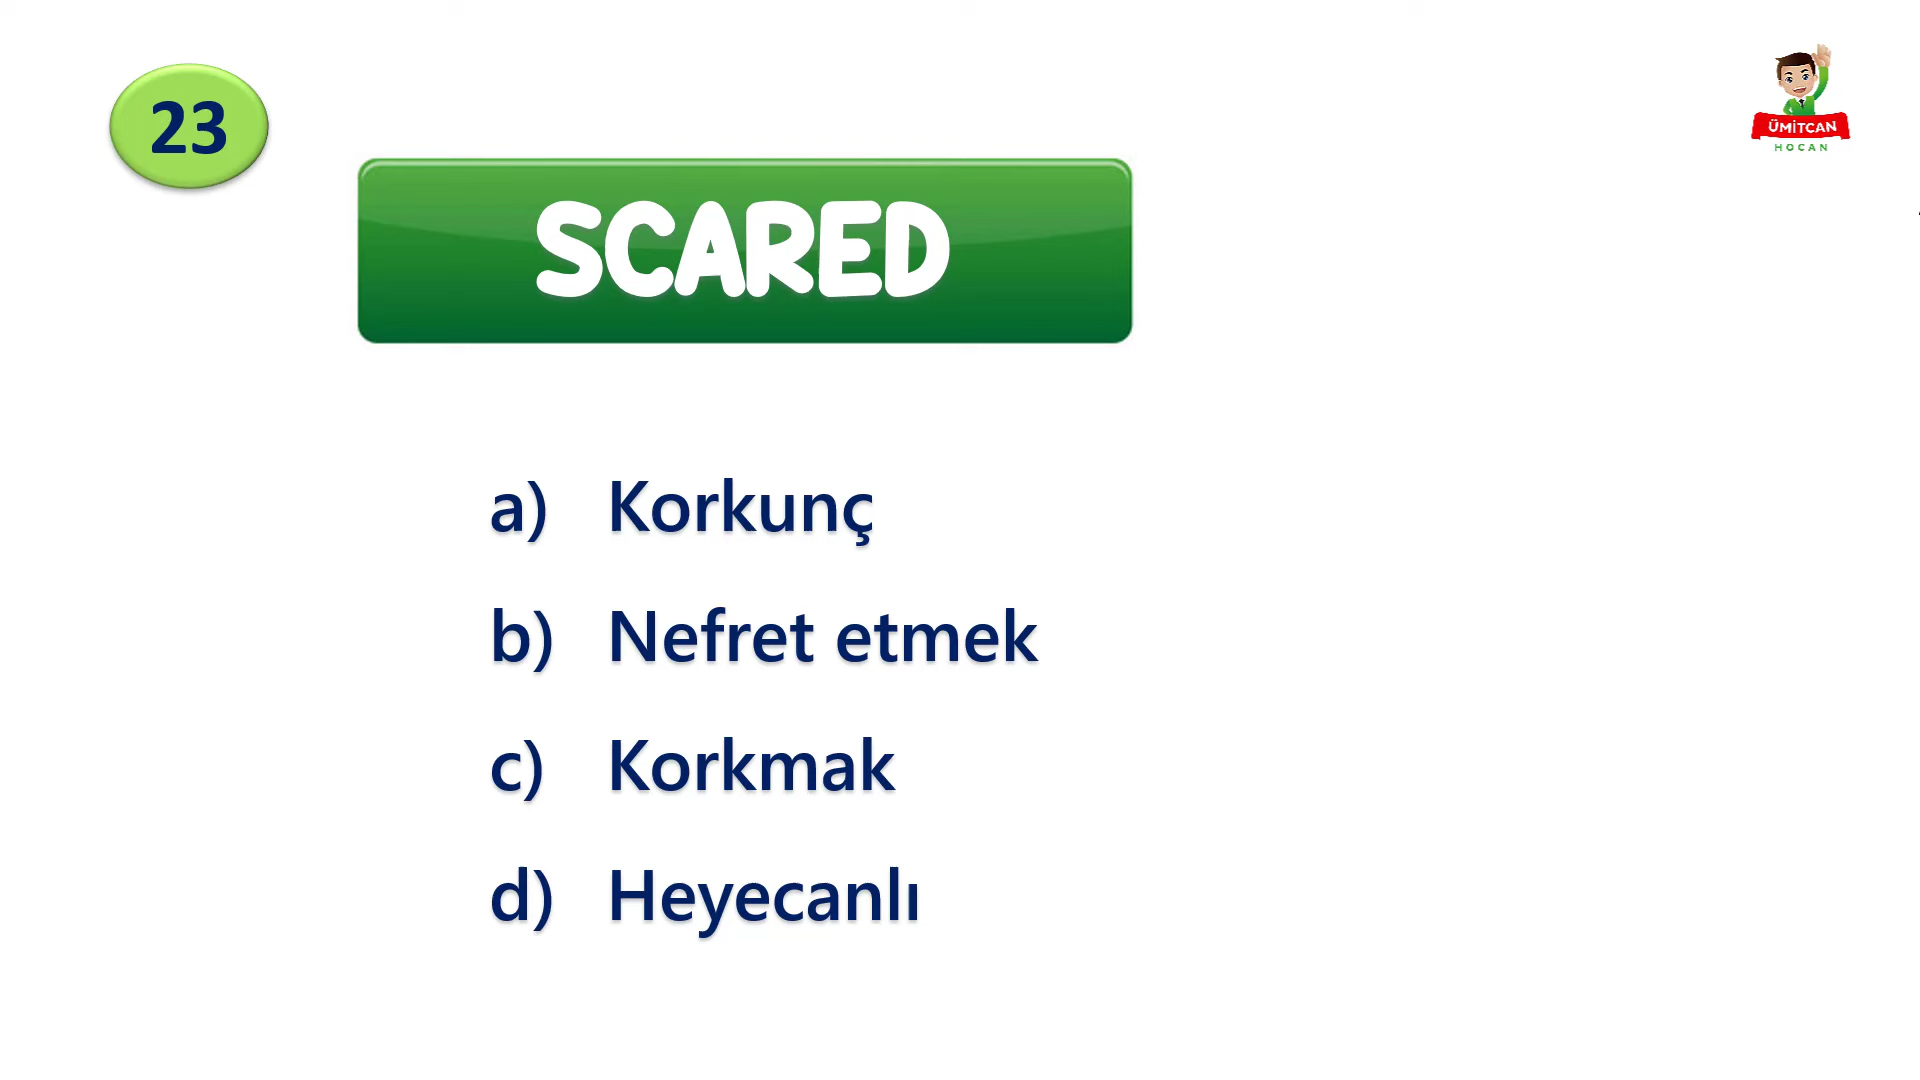 23
ÜMİTCAN
HOCAN
SCARED
a) Korkunç
b) Nefret etmek
c) Korkmak
d) Heyecanlı